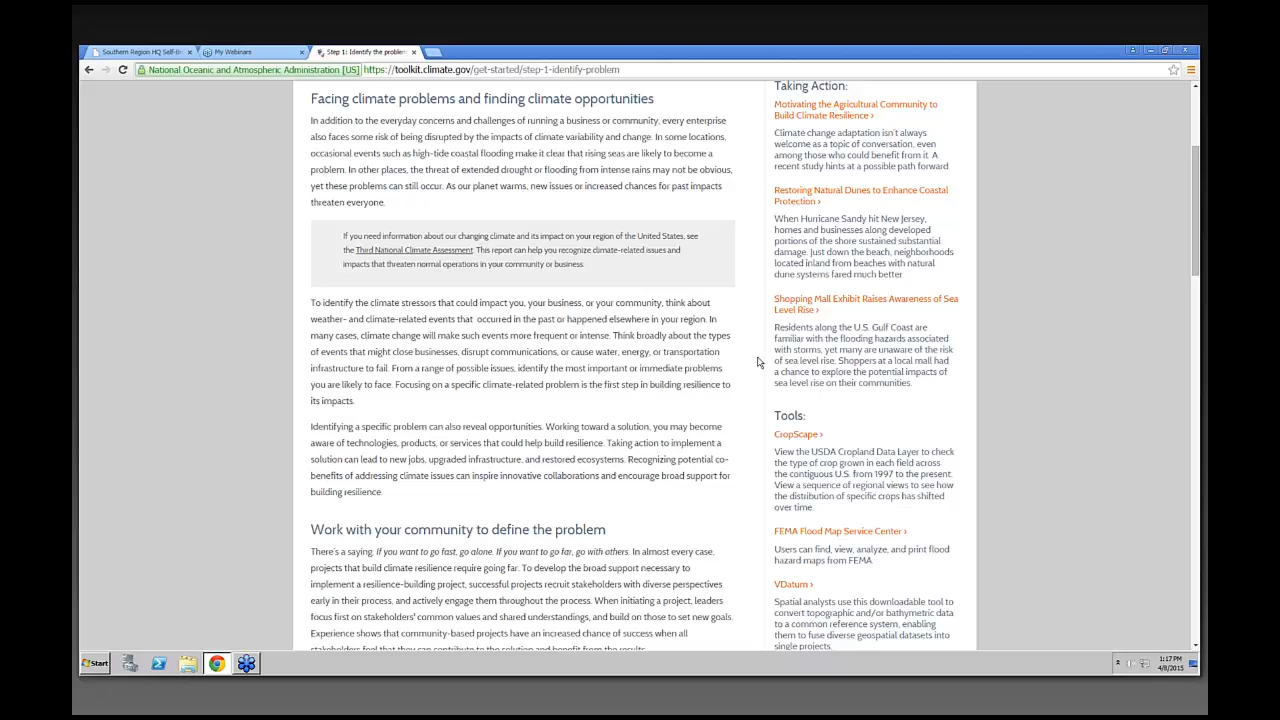 Southern Region HQ Self-Br
My Webinars
Step 1: Identify the problem
National Oceanic and Atmospheric Administration [US]
https://toolkit.climate.gov/get-started/step-1-identify-problem
Facing climate problems and finding climate opportunities
In addition to the everyday concerns and challenges of running a business or community, every enterprise
also faces some risk of being disrupted by the impacts of climate variability and change. In some locations,
occasional events such as high-tide coastal flooding make it clear that rising seas are likely to become a
problem. In other places, the threat of extended drought or flooding from intense rains may not be obvious,
yet these problems can still occur. As our planet warms, new issues or increased chances for past impacts
threaten everyone.
If you need information about our changing climate and its impact on your region of the United States, see
the Third National Climate Assessment. This report can help you recognize climate-related issues and
impacts that threaten normal operations in your community or business.
To identify the climate stressors that could impact you, your business, or your community, think about
weather- and climate-related events that occurred in the past or happened elsewhere in your region. In
many cases, climate change will make such events more frequent or intense. Think broadly about the types
of events that might close businesses, disrupt communications, or cause water, energy, or transportation
infrastructure to fail. From a range of possible issues, identify the most important or immediate problems
you are likely to face. Focusing on a specific climate-related problem is the first step in building resilience to
its impacts.
Identifying a specific problem can also reveal opportunities. Working toward a solution, you may become
aware of technologies, products, or services that could help build resilience. Taking action to implement a
solution can lead to new jobs, upgraded infrastructure, and restored ecosystems. Recognizing potential co-
benefits of addressing climate issues can inspire innovative collaborations and encourage broad support for
building resilience.
Work with your community to define the problem
There's a saying: If you want to go fast, go alone. If you want to go far, go with others. In almost every case,
projects that build climate resilience require going far. To develop the broad support necessary to
implement a resilience-building project, successful projects recruit stakeholders with diverse perspectives
early in their process, and actively engage them throughout the process. When initiating a project, leaders
focus first on stakeholders' common values and shared understandings, and build on those to set new goals.
Experience shows that community-based projects have an increased chance of success when all
stakeholders feel that they can contribute to the solution and benefit from the results.
Taking Action:
Motivating the Agricultural Community to
Build Climate Resilience ›
Climate change adaptation isn't always
welcome as a topic of conversation, even
among those who could benefit from it. A
recent study hints at a possible path forward.
Restoring Natural Dunes to Enhance Coastal
Protection ›
When Hurricane Sandy hit New Jersey,
homes and businesses along developed
portions of the shore sustained substantial
damage. Just down the beach, neighborhoods
located inland from beaches with natural
dune systems fared much better.
Shopping Mall Exhibit Raises Awareness of Sea
Level Rise ›
Residents along the U.S. Gulf Coast are
familiar with the flooding hazards associated
with storms, yet many are unaware of the risk
of sea level rise. Shoppers at a local mall had
a chance to explore the potential impacts of
sea level rise on their communities.
Tools:
CropScape ›
View the USDA Cropland Data Layer to check
the type of crop grown in each field across
the contiguous U.S. from 1997 to the present.
View a sequence of regional views to see how
the distribution of specific crops has shifted
over time.
FEMA Flood Map Service Center ›
Users can find, view, analyze, and print flood
hazard maps from FEMA.
VDatum ›
Spatial analysts use this downloadable tool to
convert topographic and/or bathymetric data
to a common reference system, enabling
them to fuse diverse geospatial datasets into
single projects.
Start
1:17 PM
4/8/2015